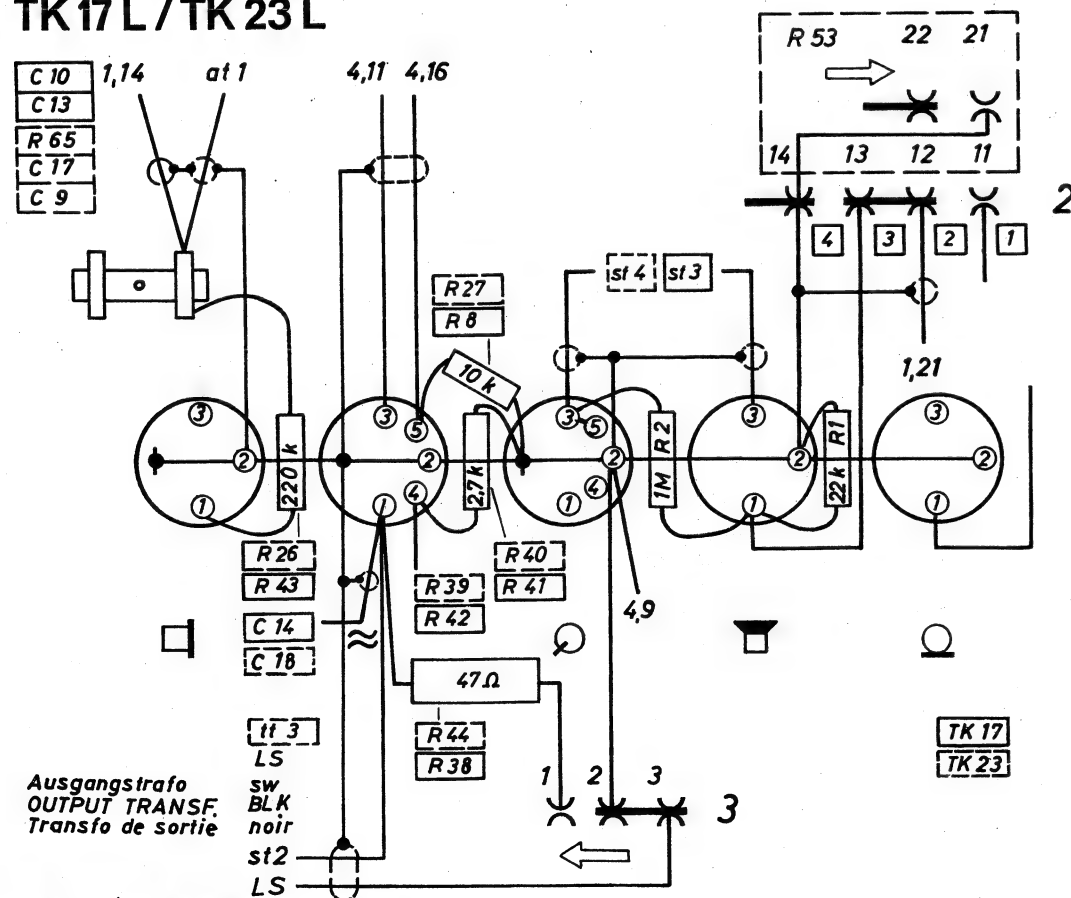 TK 17 L / TK 23 L
R 53 22 21
C 10 1,14 at 1 4,11 4,16
C 13
R 65
C 17
C 9
14 13 12 11
2
4 3 2 1
st 4 st 3
R 27
R 8
10 k
1,21
3 3 5 3 5 3 3
220 k
2,7 k
1M R 2
22 k R1
2 2 2 2 2
1 1 4 1 4 1 1
R 26
R 43
R 40
R 41
R 39
R 42
4,9
C 14
C 18
47Ω
R 44
R 38
tt 3
LS
TK 17
TK 23
1 2 3
3
Ausgangstrafo sw
OUTPUT TRANSF. BLK
Transfo de sortie noir
st2
LS